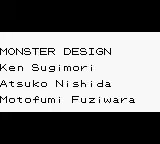 MONSTER DESIGN
Ken Sugimori
Atsuko Nishida
Motofumi Fuziwara